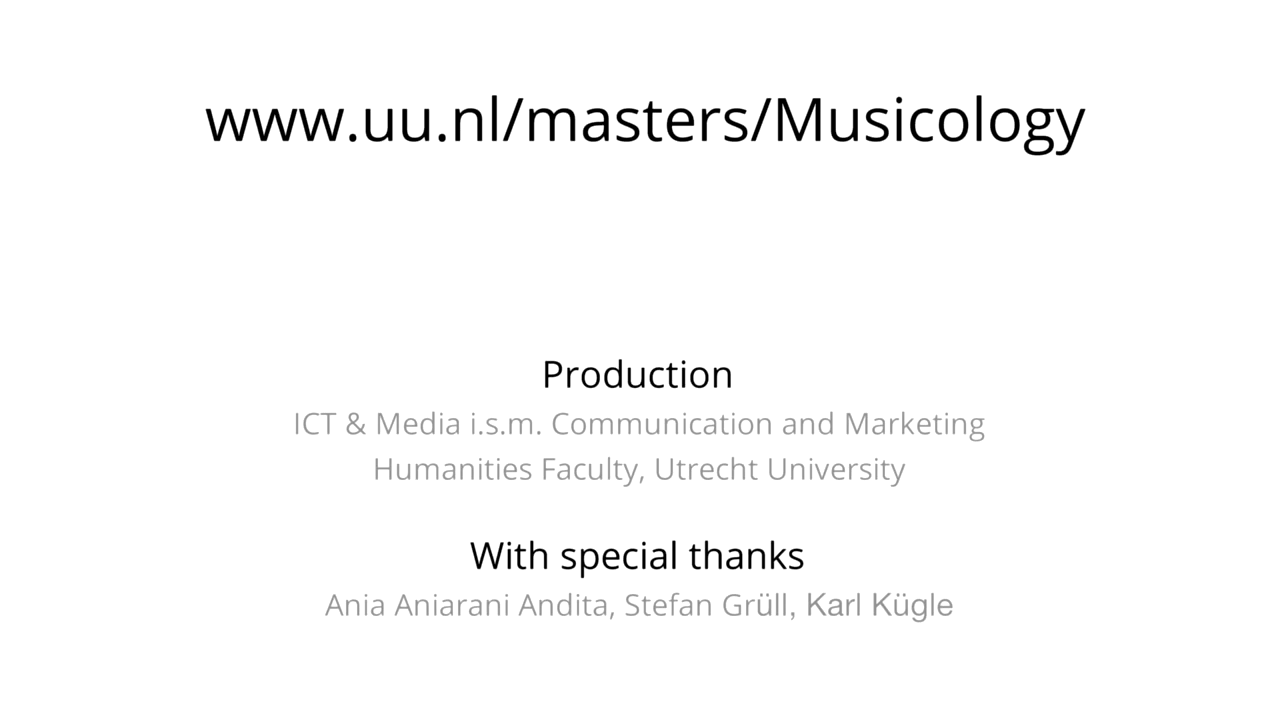 www.uu.nl/masters/Musicology
Production
ICT & Media i.s.m. Communication and Marketing
Humanities Faculty, Utrecht University
With special thanks
Ania Aniarani Andita, Stefan Grüll, Karl Kügle